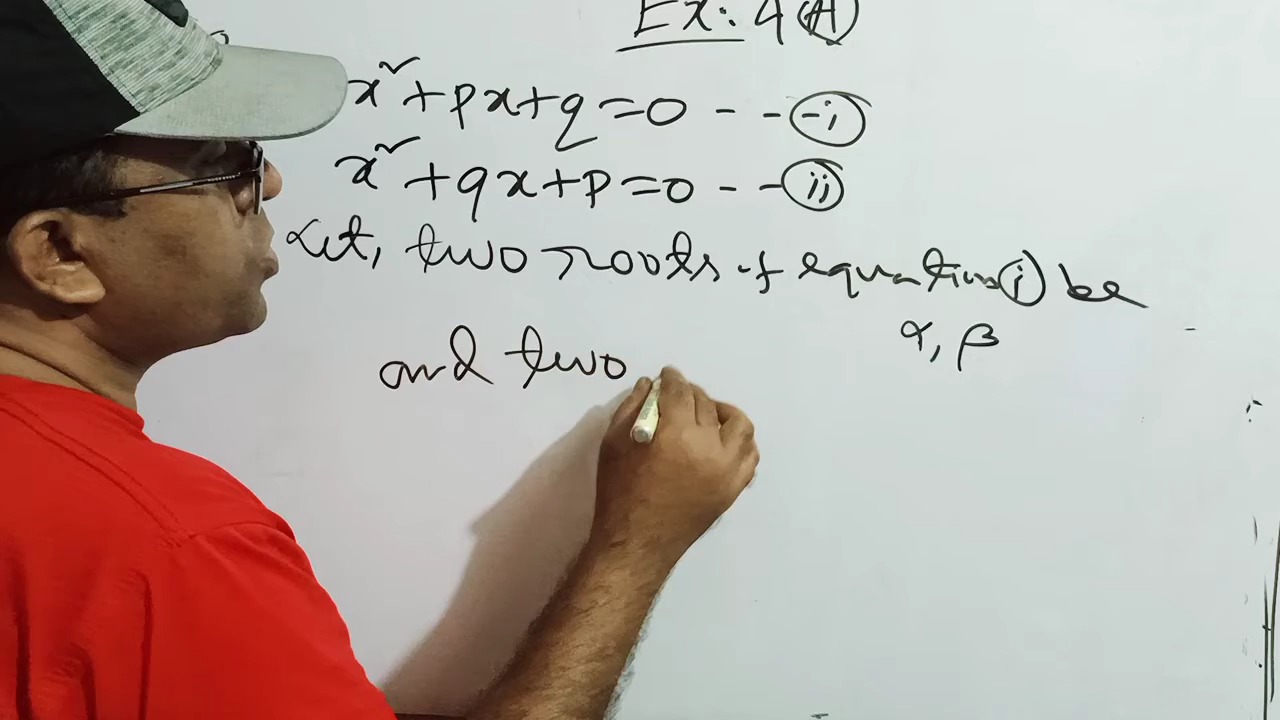 Ex: 4(A)
x² + px + q = 0 - - - (i)
x² + qx + p = 0 - - (ii)
Let, two roots of equation (i) be
α, β
and two